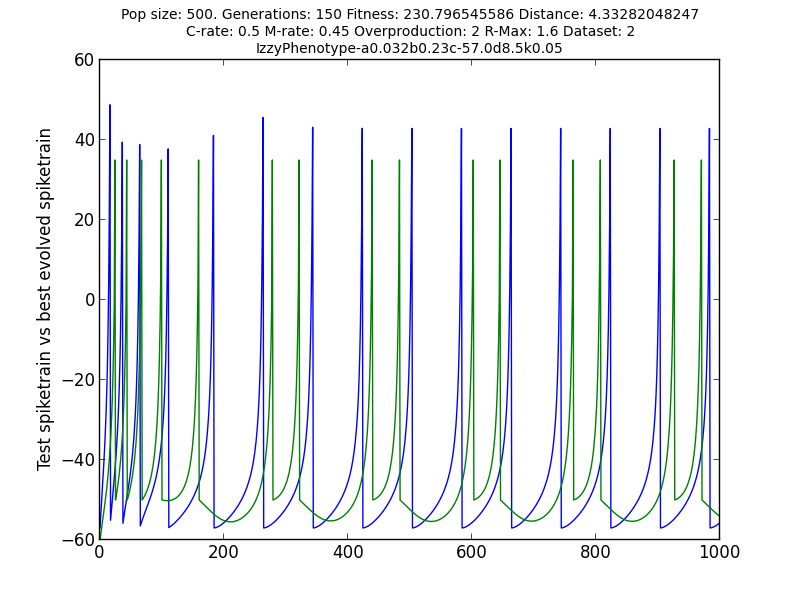 Pop size: 500. Generations: 150 Fitness: 230.796545586 Distance: 4.33282048247
C-rate: 0.5 M-rate: 0.45 Overproduction: 2 R-Max: 1.6 Dataset: 2
IzzyPhenotype-a0.032b0.23c-57.0d8.5k0.05
Test spiketrain vs best evolved spiketrain
60
40
20
0
−20
−40
−60
0 200 400 600 800 1000